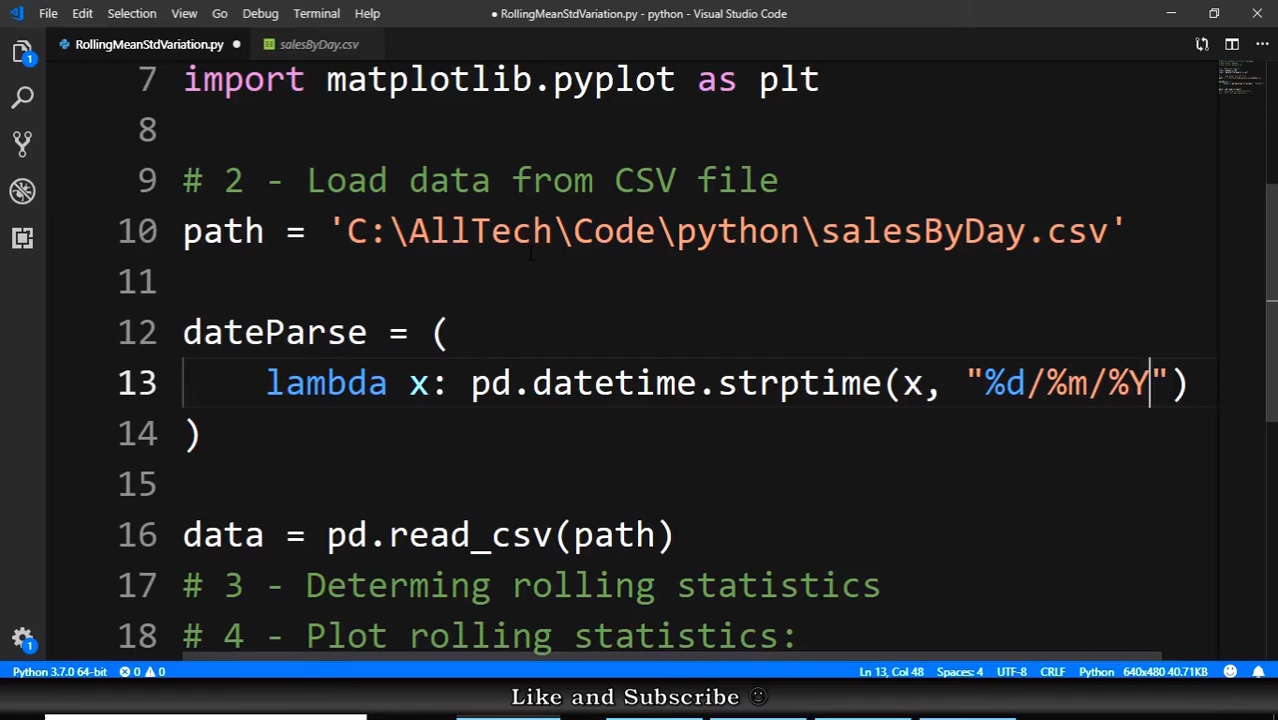 File Edit Selection View Go Debug Terminal Help ● RollingMeanStdVariation.py - python - Visual Studio Code
RollingMeanStdVariation.py ● salesByDay.csv
7 import matplotlib.pyplot as plt
8
9 # 2 - Load data from CSV file
10 path = 'C:\AllTech\Code\python\salesByDay.csv'
11
12 dateParse = (
13 lambda x: pd.datetime.strptime(x, "%d/%m/%Y")
14 )
15
16 data = pd.read_csv(path)
17 # 3 - Determing rolling statistics
18 # 4 - Plot rolling statistics:
Python 3.7.0 64-bit 0 0 Ln 13, Col 48 Spaces: 4 UTF-8 CRLF Python 640x480 40.71KB
Like and Subscribe ☺